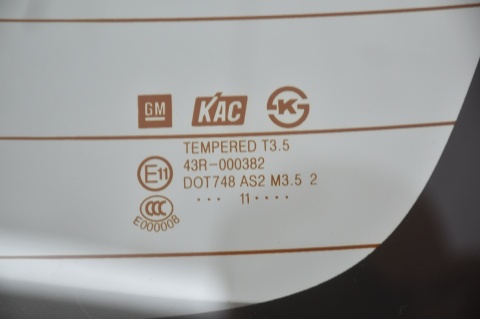 GM KAC K
TEMPERED T3.5
E11 43R-000382
DOT748 AS2 M3.5 2
CCC ··· 11····
E000008